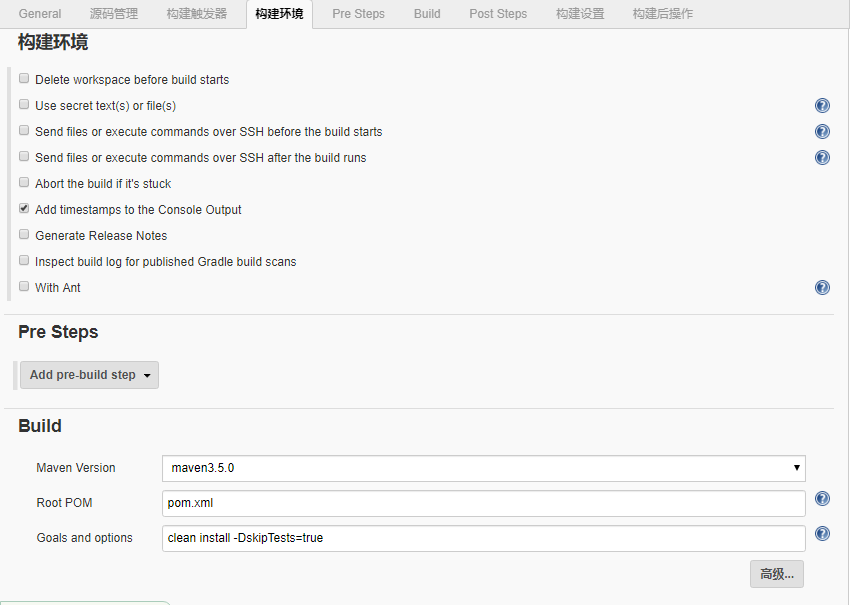 General 源码管理 构建触发器 构建环境 Pre Steps Build Post Steps 构建设置 构建后操作
构建环境
Delete workspace before build starts
Use secret text(s) or file(s)
Send files or execute commands over SSH before the build starts
Send files or execute commands over SSH after the build runs
Abort the build if it's stuck
Add timestamps to the Console Output
Generate Release Notes
Inspect build log for published Gradle build scans
With Ant
Pre Steps
Add pre-build step
Build
Maven Version maven3.5.0
Root POM pom.xml
Goals and options clean install -DskipTests=true
高级...